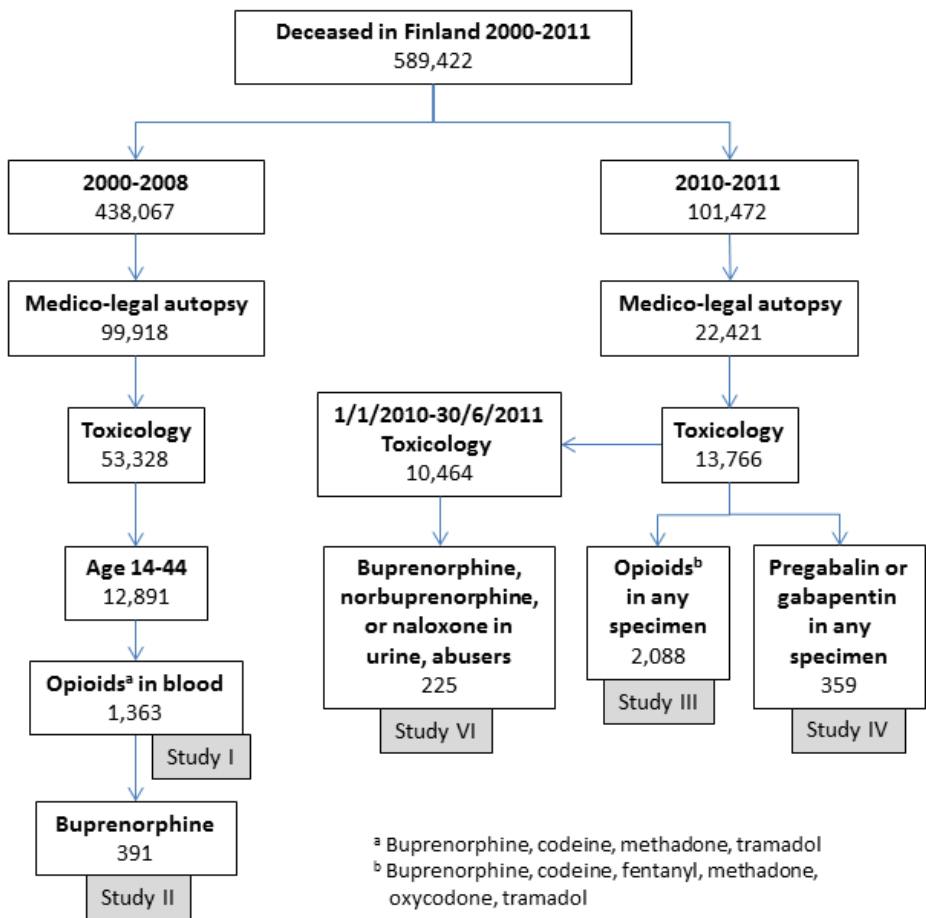 Deceased in Finland 2000-2011
589,422
2000-2008
438,067
2010-2011
101,472
Medico-legal autopsy
99,918
Medico-legal autopsy
22,421
Toxicology
53,328
1/1/2010-30/6/2011
Toxicology
10,464
Toxicology
13,766
Age 14-44
12,891
Buprenorphine,
norbuprenorphine,
or naloxone in
urine, abusers
225
Study VI
Opioidsᵇ
in any
specimen
2,088
Study III
Pregabalin or
gabapentin
in any
specimen
359
Study IV
Opioidsᵃ in blood
1,363
Study I
Buprenorphine
391
Study II
ᵃ Buprenorphine, codeine, methadone, tramadol
ᵇ Buprenorphine, codeine, fentanyl, methadone,
oxycodone, tramadol